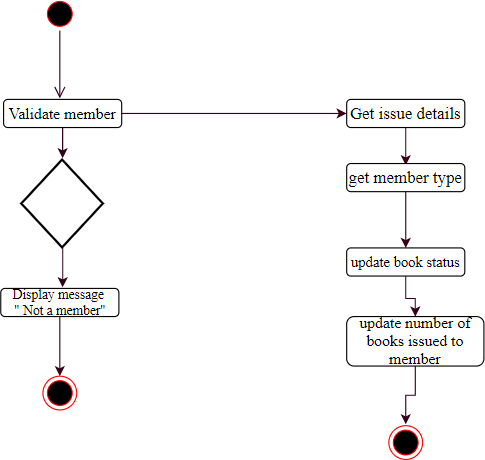 Validate member
Get issue details
get member type
update book status
Display message
" Not a member"
update number of
books issued to
member